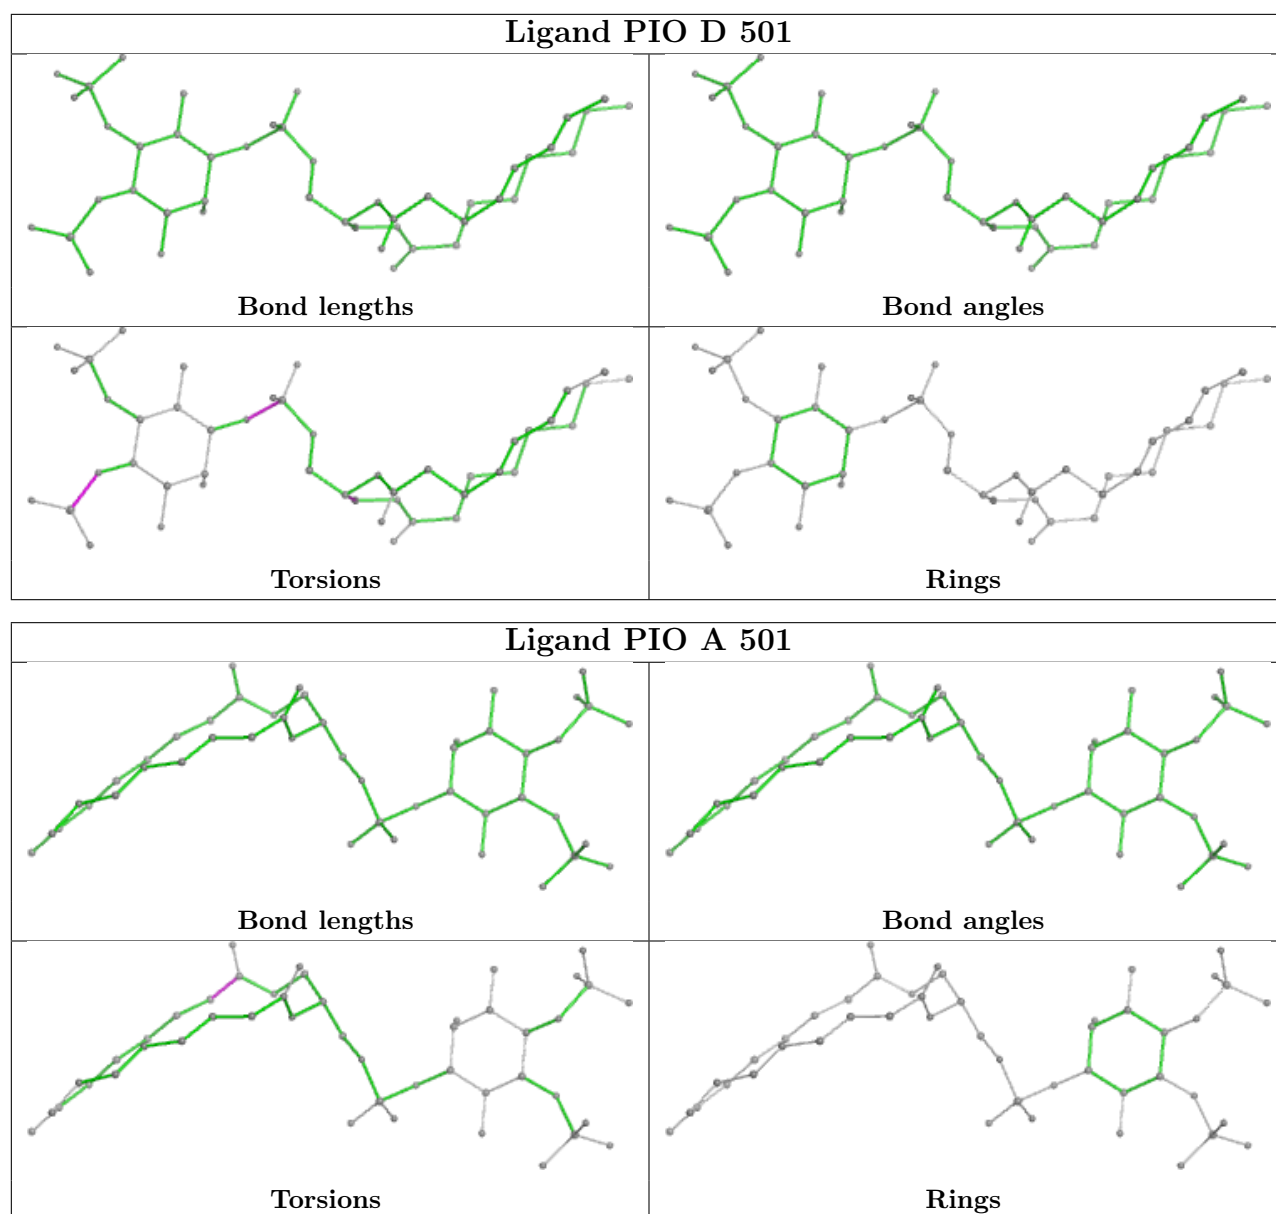 Ligand PIO D 501
Bond lengths
Bond angles
Torsions
Rings
Ligand PIO A 501
Bond lengths
Bond angles
Torsions
Rings